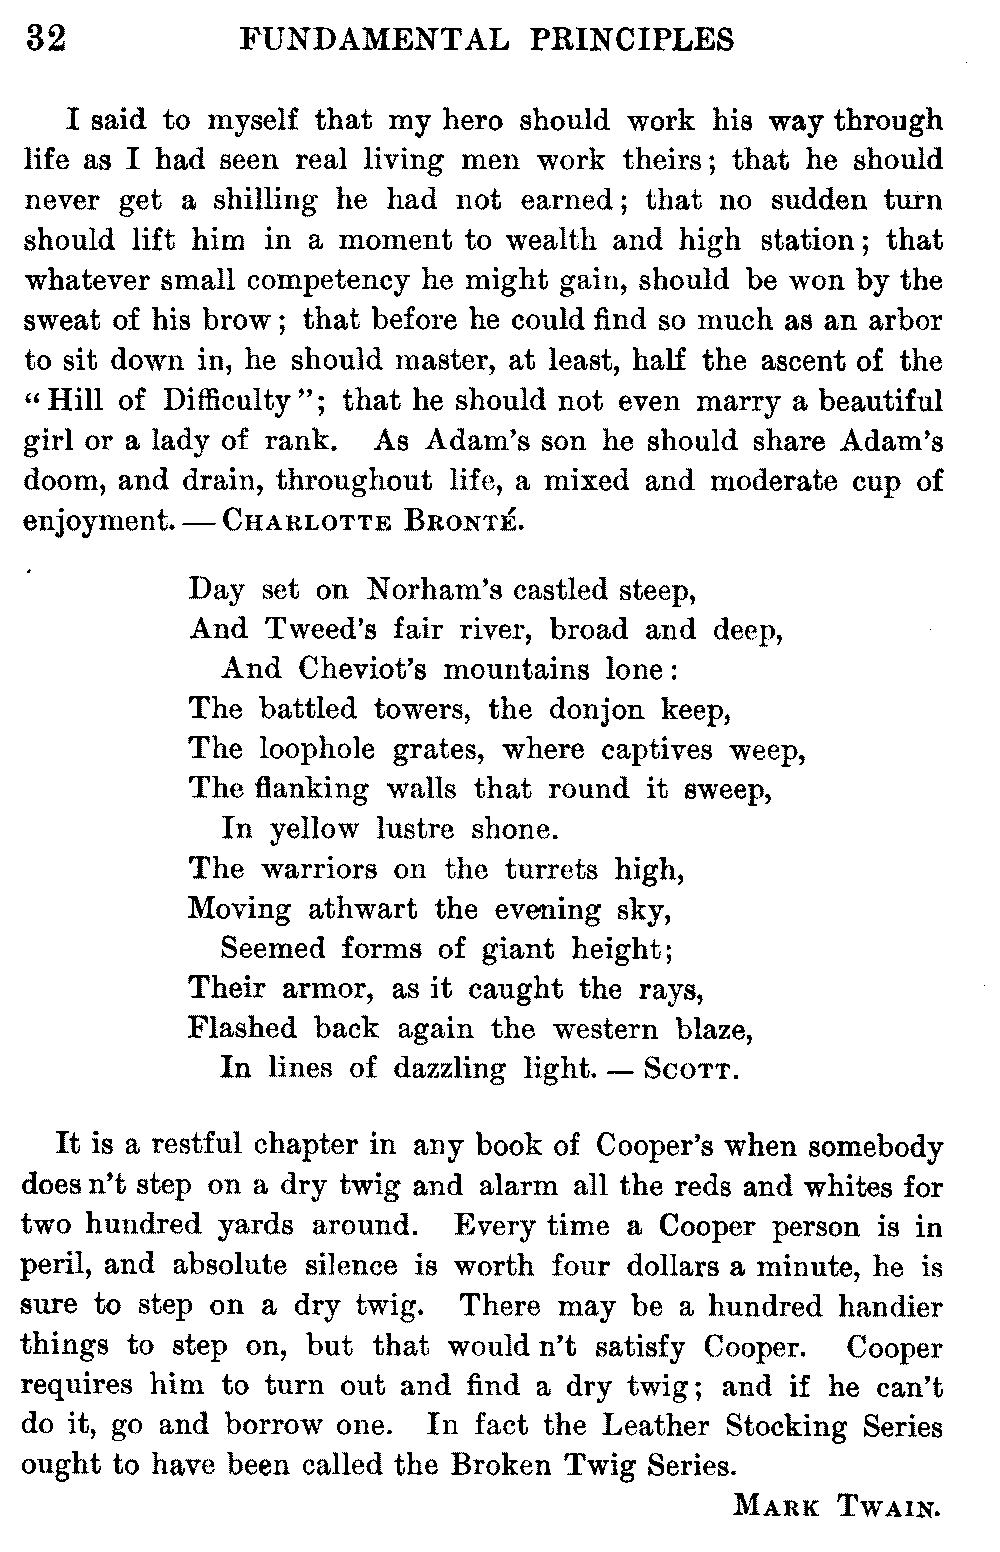 32 FUNDAMENTAL PRINCIPLES
I said to myself that my hero should work his way through
life as I had seen real living men work theirs; that he should
never get a shilling he had not earned; that no sudden turn
should lift him in a moment to wealth and high station; that
whatever small competency he might gain, should be won by the
sweat of his brow; that before he could find so much as an arbor
to sit down in, he should master, at least, half the ascent of the
“Hill of Difficulty”; that he should not even marry a beautiful
girl or a lady of rank. As Adam’s son he should share Adam’s
doom, and drain, throughout life, a mixed and moderate cup of
enjoyment. — CHARLOTTE BRONTÉ.
Day set on Norham’s castled steep,
And Tweed’s fair river, broad and deep,
And Cheviot’s mountains lone:
The battled towers, the donjon keep,
The loophole grates, where captives weep,
The flanking walls that round it sweep,
In yellow lustre shone.
The warriors on the turrets high,
Moving athwart the evening sky,
Seemed forms of giant height;
Their armor, as it caught the rays,
Flashed back again the western blaze,
In lines of dazzling light. — SCOTT.
It is a restful chapter in any book of Cooper’s when somebody
does n’t step on a dry twig and alarm all the reds and whites for
two hundred yards around. Every time a Cooper person is in
peril, and absolute silence is worth four dollars a minute, he is
sure to step on a dry twig. There may be a hundred handier
things to step on, but that would n’t satisfy Cooper. Cooper
requires him to turn out and find a dry twig; and if he can’t
do it, go and borrow one. In fact the Leather Stocking Series
ought to have been called the Broken Twig Series.
MARK TWAIN.